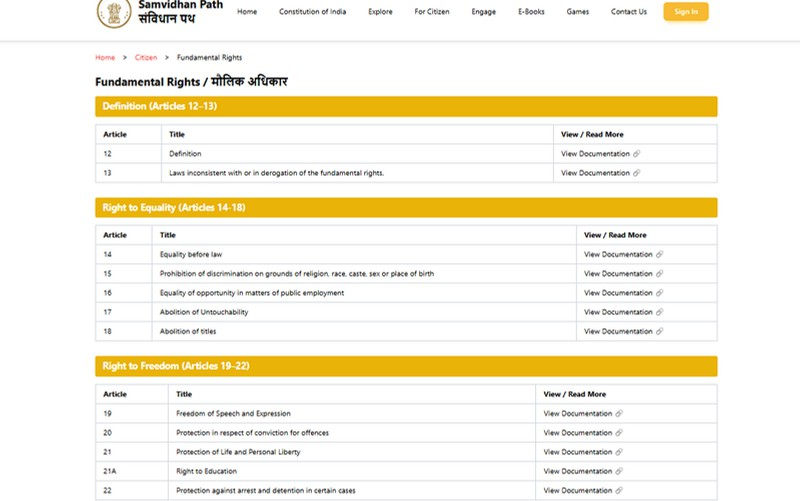 Samvidhan Path
संविधान पथ
Home Constitution of India Explore For Citizen Engage E-Books Games Contact Us Sign In
Home > Citizen > Fundamental Rights
Fundamental Rights / मौलिक अधिकार
Definition (Articles 12–13)
Article Title View / Read More
12 Definition View Documentation
13 Laws inconsistent with or in derogation of the fundamental rights. View Documentation
Right to Equality (Articles 14-18)
Article Title View / Read More
14 Equality before law View Documentation
15 Prohibition of discrimination on grounds of religion, race, caste, sex or place of birth View Documentation
16 Equality of opportunity in matters of public employment View Documentation
17 Abolition of Untouchability View Documentation
18 Abolition of titles View Documentation
Right to Freedom (Articles 19–22)
Article Title View / Read More
19 Freedom of Speech and Expression View Documentation
20 Protection in respect of conviction for offences View Documentation
21 Protection of Life and Personal Liberty View Documentation
21A Right to Education View Documentation
22 Protection against arrest and detention in certain cases View Documentation